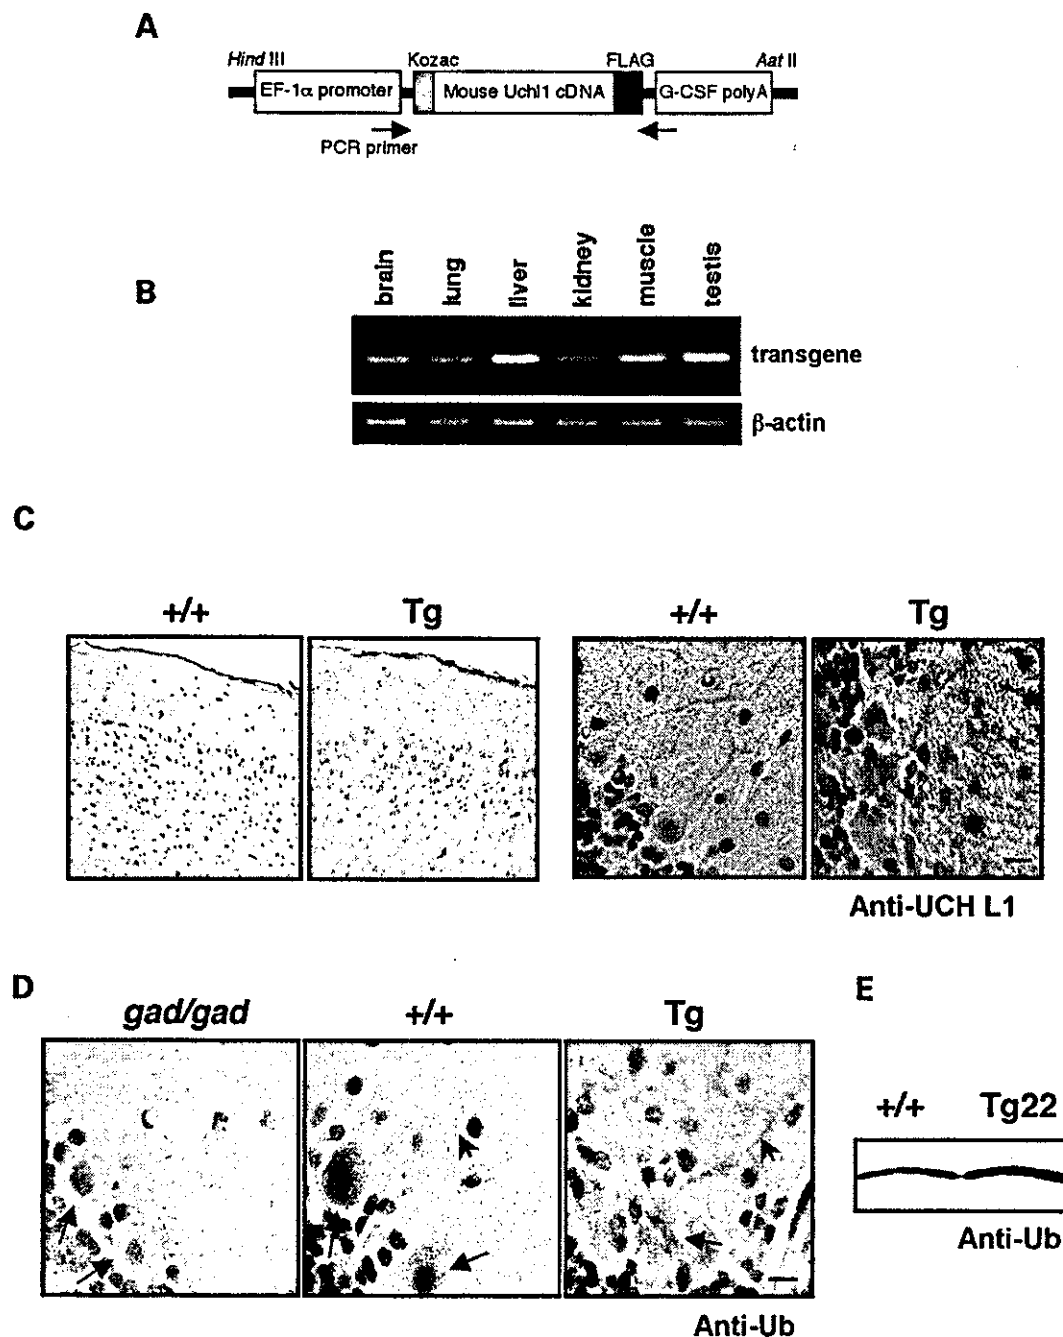 A
Hind III
Kozac
FLAG
Aat II
EF-1α promoter
Mouse Uchl1 cDNA
G-CSF polyA
PCR primer
B
brain
lung
liver
kidney
muscle
testis
transgene
β-actin
C
+/+
Tg
+/+
Tg
Anti-UCH L1
D
gad/gad
+/+
Tg
Anti-Ub
E
+/+
Tg22
Anti-Ub